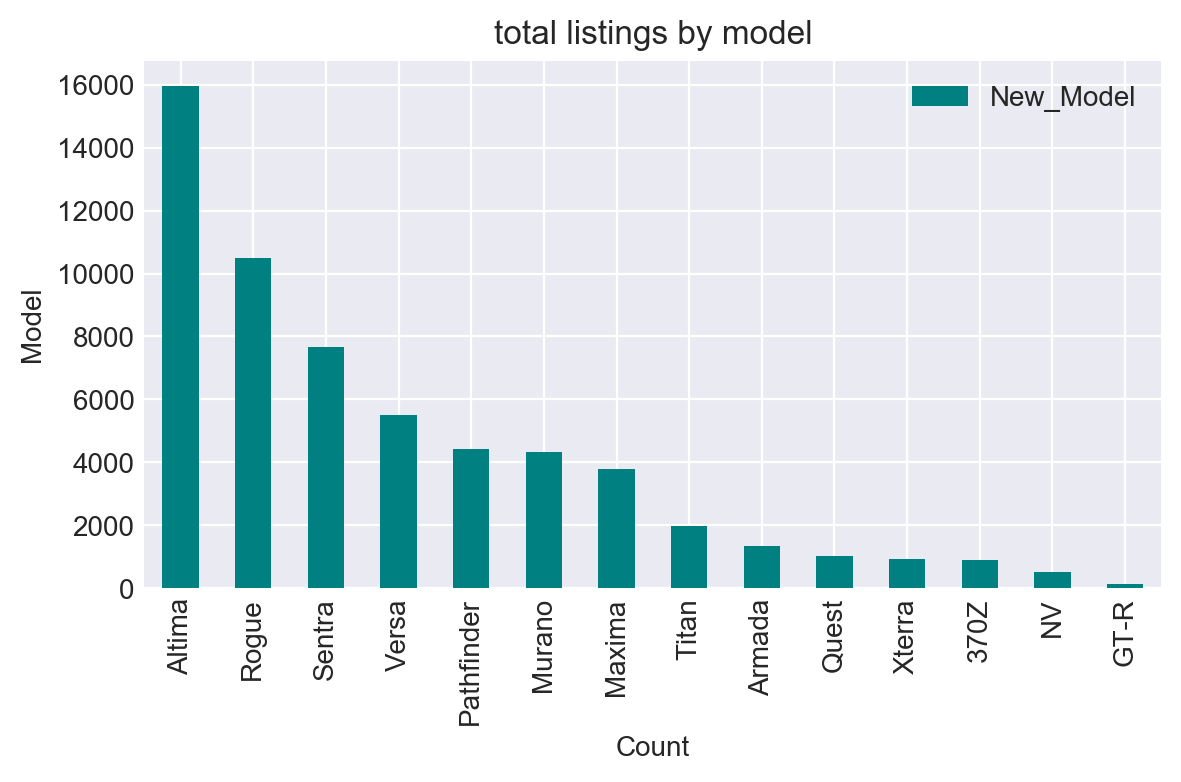 total listings by model
New_Model
16000
14000
12000
10000
8000
6000
4000
2000
0
Model
Altima
Rogue
Sentra
Versa
Pathfinder
Murano
Maxima
Titan
Armada
Quest
Xterra
370Z
NV
GT-R
Count